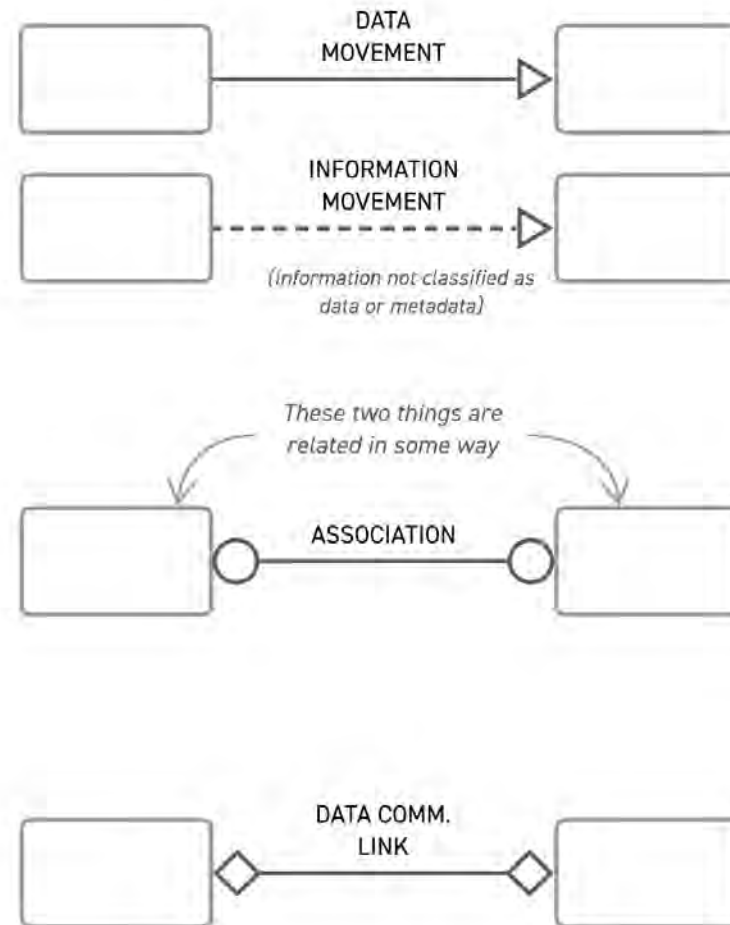 DATA
MOVEMENT
INFORMATION
MOVEMENT
(Information not classified as
data or metadata)
These two things are
related in some way
ASSOCIATION
DATA COMM.
LINK